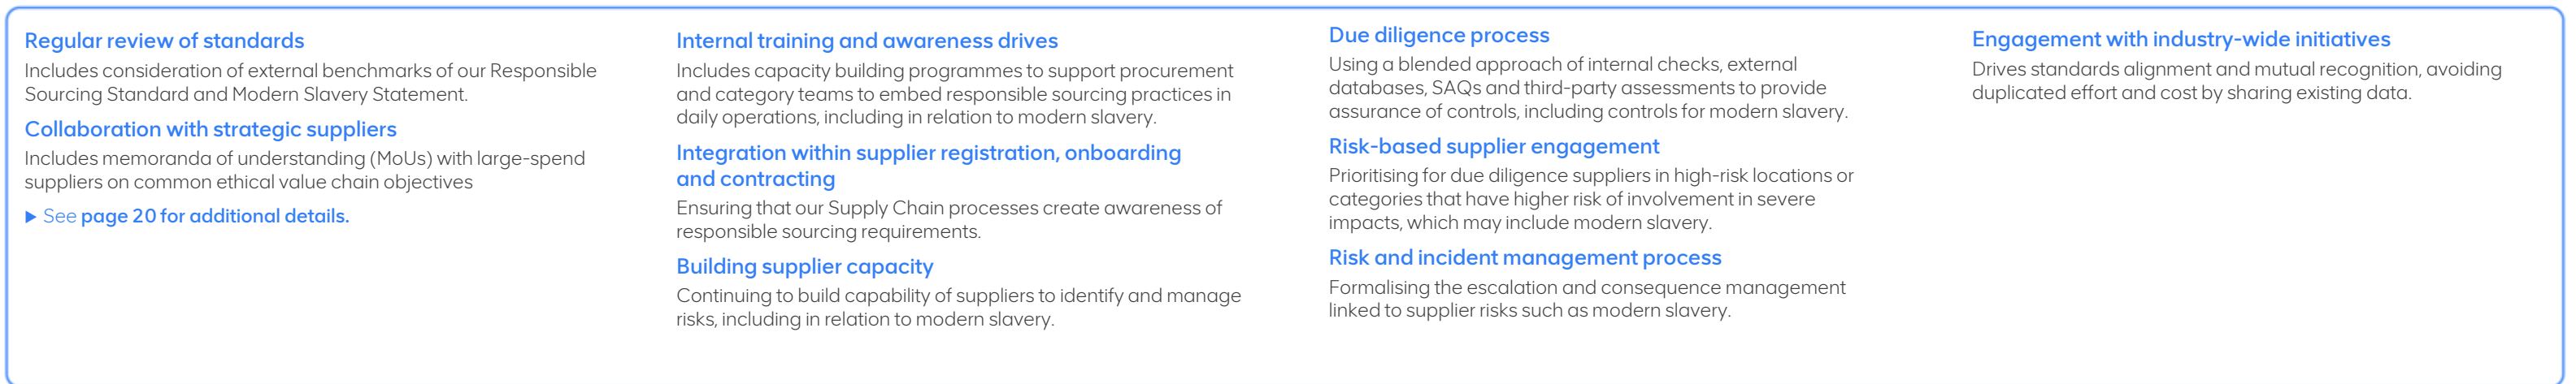 Regular review of standards
Includes consideration of external benchmarks of our Responsible
Sourcing Standard and Modern Slavery Statement.
Collaboration with strategic suppliers
Includes memoranda of understanding (MoUs) with large-spend
suppliers on common ethical value chain objectives
▶ See page 20 for additional details.
Internal training and awareness drives
Includes capacity building programmes to support procurement
and category teams to embed responsible sourcing practices in
daily operations, including in relation to modern slavery.
Integration within supplier registration, onboarding
and contracting
Ensuring that our Supply Chain processes create awareness of
responsible sourcing requirements.
Building supplier capacity
Continuing to build capability of suppliers to identify and manage
risks, including in relation to modern slavery.
Due diligence process
Using a blended approach of internal checks, external
databases, SAQs and third-party assessments to provide
assurance of controls, including controls for modern slavery.
Risk-based supplier engagement
Prioritising for due diligence suppliers in high-risk locations or
categories that have higher risk of involvement in severe
impacts, which may include modern slavery.
Risk and incident management process
Formalising the escalation and consequence management
linked to supplier risks such as modern slavery.
Engagement with industry-wide initiatives
Drives standards alignment and mutual recognition, avoiding
duplicated effort and cost by sharing existing data.